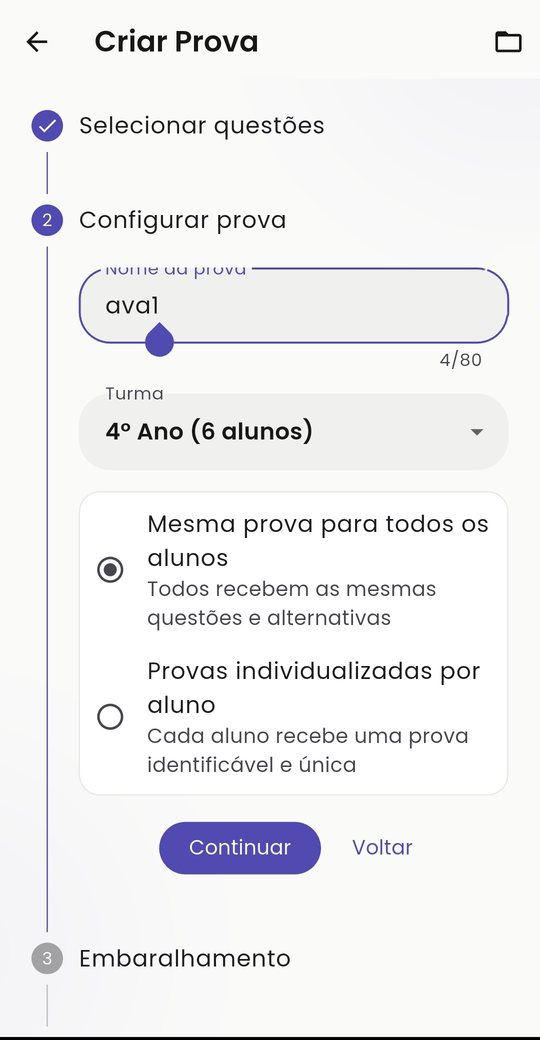 Criar Prova
Selecionar questões
2 Configurar prova
Nome da prova
ava1
4/80
Turma
4º Ano (6 alunos)
Mesma prova para todos os
alunos
Todos recebem as mesmas
questões e alternativas
Provas individualizadas por
aluno
Cada aluno recebe uma prova
identificável e única
Continuar Voltar
3 Embaralhamento